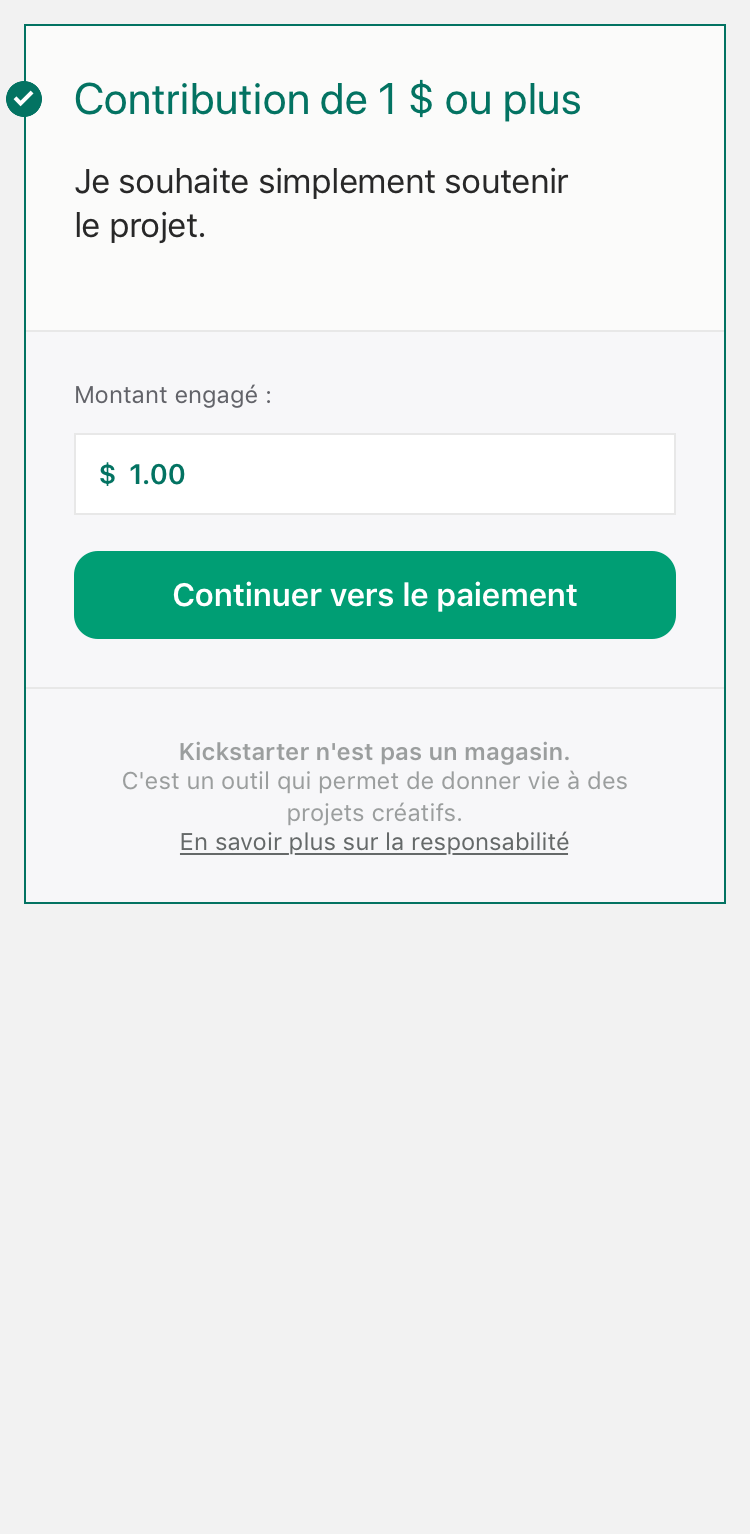 Contribution de 1 $ ou plus
Je souhaite simplement soutenir
le projet.
Montant engagé :
$ 1.00
Continuer vers le paiement
Kickstarter n'est pas un magasin.
C'est un outil qui permet de donner vie à des
projets créatifs.
En savoir plus sur la responsabilité